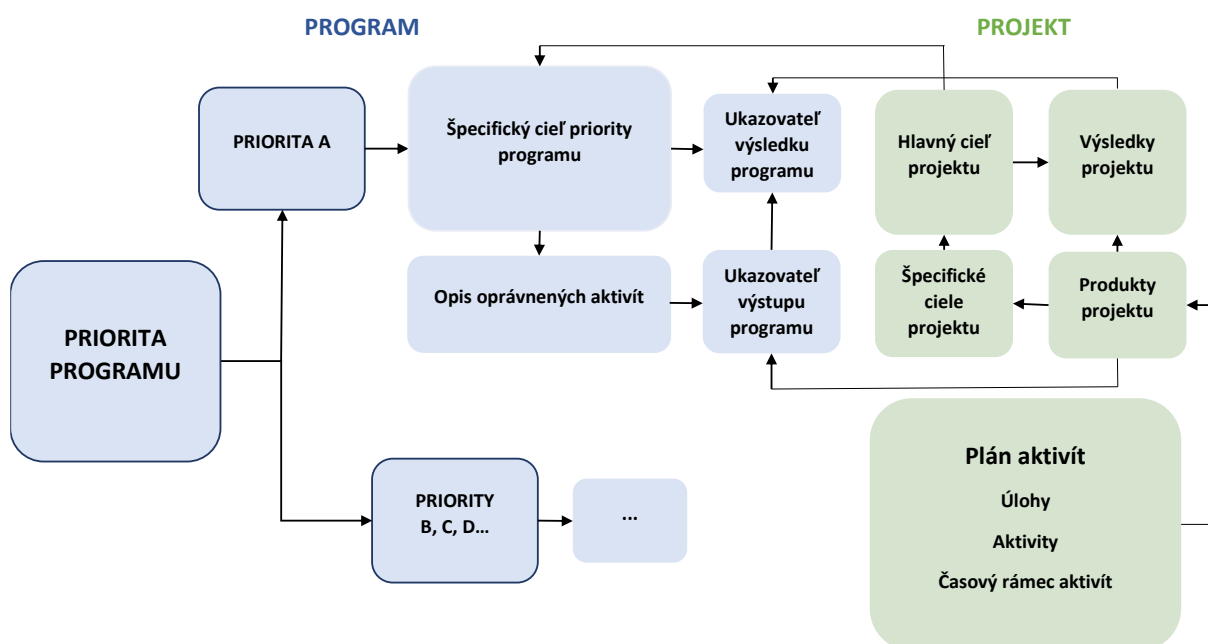 PROGRAM
PROJEKT
PRIORITA A
Špecifický cieľ priority
programu
Ukazovateľ
výsledku
programu
Hlavný cieľ
projektu
Výsledky
projektu
Opis oprávnených aktivít
Ukazovateľ
výstupu
programu
Špecifické
ciele
projektu
Produkty
projektu
PRIORITA
PROGRAMU
PRIORITY
B, C, D...
...
Plán aktivít
Úlohy
Aktivity
Časový rámec aktivít